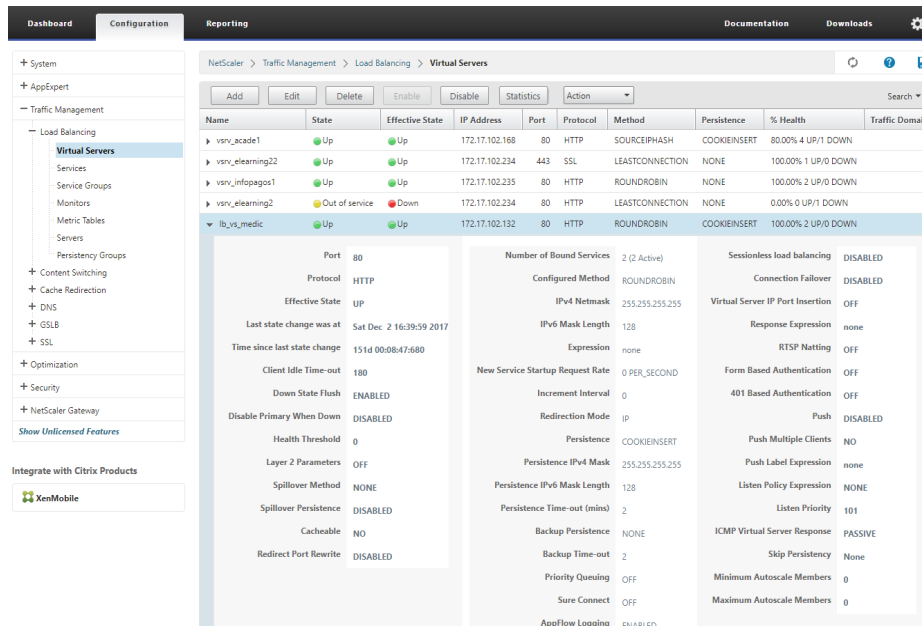 Dashboard Configuration Reporting Documentation Downloads
+ System
+ AppExpert
− Traffic Management
− Load Balancing
Virtual Servers
Services
Service Groups
Monitors
Metric Tables
Servers
Persistency Groups
+ Content Switching
+ Cache Redirection
+ DNS
+ GSLB
+ SSL
+ Optimization
+ Security
+ NetScaler Gateway
Show Unlicensed Features
Integrate with Citrix Products
XenMobile
NetScaler > Traffic Management > Load Balancing > Virtual Servers
Add Edit Delete Enable Disable Statistics Action Search
Name State Effective State IP Address Port Protocol Method Persistence % Health Traffic Domai
vsrv_acade1 Up Up 172.17.102.168 80 HTTP SOURCEIPHASH COOKIEINSERT 80.00% 4 UP/1 DOWN
vsrv_elearning22 Up Up 172.17.102.234 443 SSL LEASTCONNECTION NONE 100.00% 1 UP/0 DOWN
vsrv_infopagos1 Up Up 172.17.102.235 80 HTTP ROUNDROBIN NONE 100.00% 2 UP/0 DOWN
vsrv_elearning2 Out of service Down 172.17.102.234 80 HTTP LEASTCONNECTION NONE 0.00% 0 UP/1 DOWN
lb_vs_medic Up Up 172.17.102.132 80 HTTP ROUNDROBIN COOKIEINSERT 100.00% 2 UP/0 DOWN
Port 80 Number of Bound Services 2 (2 Active) Sessionless load balancing DISABLED
Protocol HTTP Configured Method ROUNDROBIN Connection Failover DISABLED
Effective State UP IPv4 Netmask 255.255.255.255 Virtual Server IP Port Insertion OFF
Last state change was at Sat Dec 2 16:39:59 2017 IPv6 Mask Length 128 Response Expression none
Time since last state change 151d 00:08:47:680 Expression none RTSP Natting OFF
Client Idle Time-out 180 New Service Startup Request Rate 0 PER_SECOND Form Based Authentication OFF
Down State Flush ENABLED Increment Interval 0 401 Based Authentication OFF
Disable Primary When Down DISABLED Redirection Mode IP Push DISABLED
Health Threshold 0 Persistence COOKIEINSERT Push Multiple Clients NO
Layer 2 Parameters OFF Persistence IPv4 Mask 255.255.255.255 Push Label Expression none
Spillover Method NONE Persistence IPv6 Mask Length 128 Listen Policy Expression NONE
Spillover Persistence DISABLED Persistence Time-out (mins) 2 Listen Priority 101
Cacheable NO Backup Persistence NONE ICMP Virtual Server Response PASSIVE
Redirect Port Rewrite DISABLED Backup Time-out 2 Skip Persistency None
Priority Queuing OFF Minimum Autoscale Members 0
Sure Connect OFF Maximum Autoscale Members 0
AppFlow Logging ENABLED